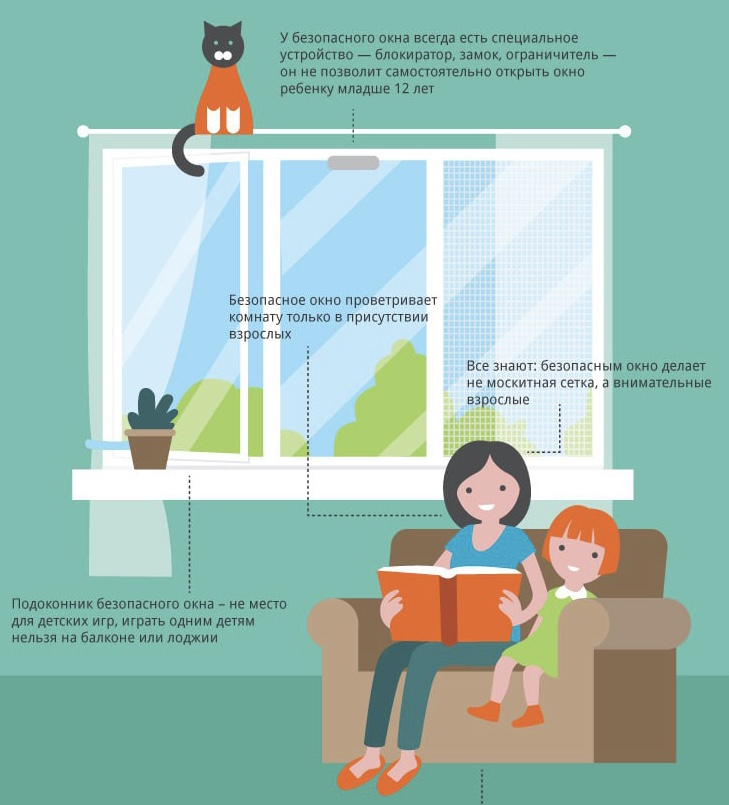 У безопасного окна всегда есть специальное
устройство — блокиратор, замок, ограничитель —
он не позволит самостоятельно открыть окно
ребенку младше 12 лет
Безопасное окно проветривает
комнату только в присутствии
взрослых
Все знают: безопасным окно делает
не москитная сетка, а внимательные
взрослые
Подоконник безопасного окна – не место
для детских игр, играть одним детям
нельзя на балконе или лоджии